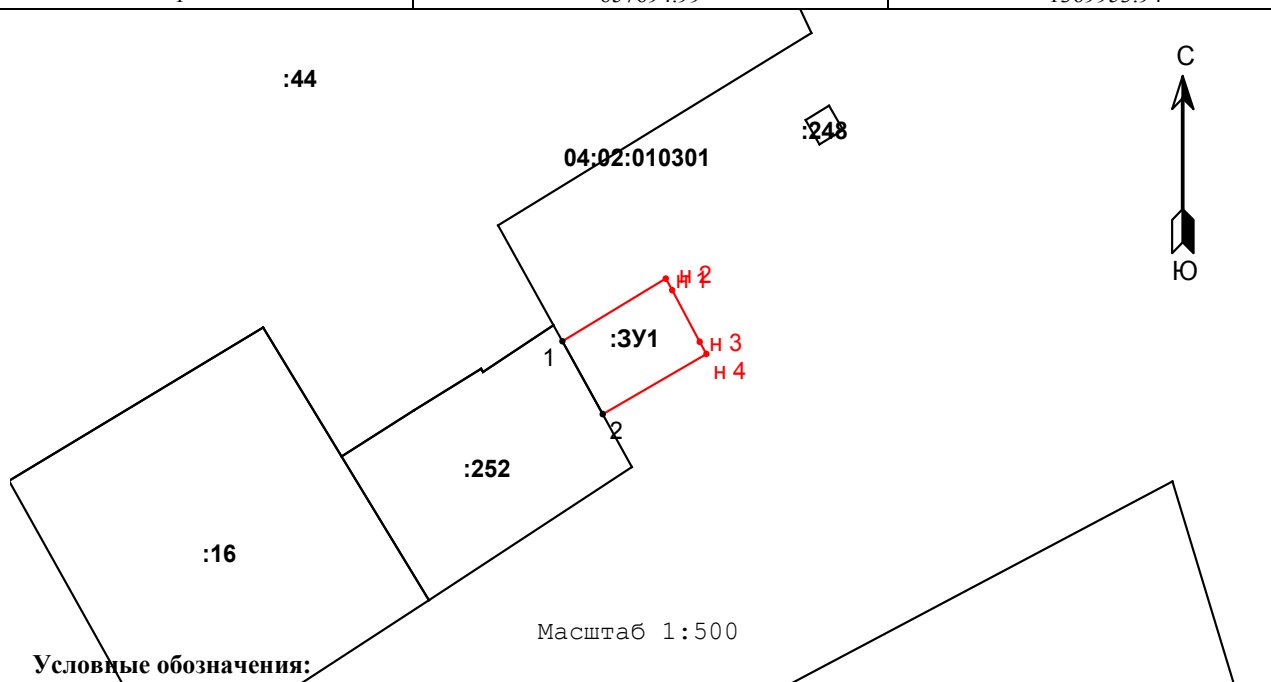 :44
С
:248
04:02:010301
Ю
н 2
н 1
:ЗУ1
н 3
1
н 4
2
:252
:16
Масштаб 1:500
Условные обозначения: